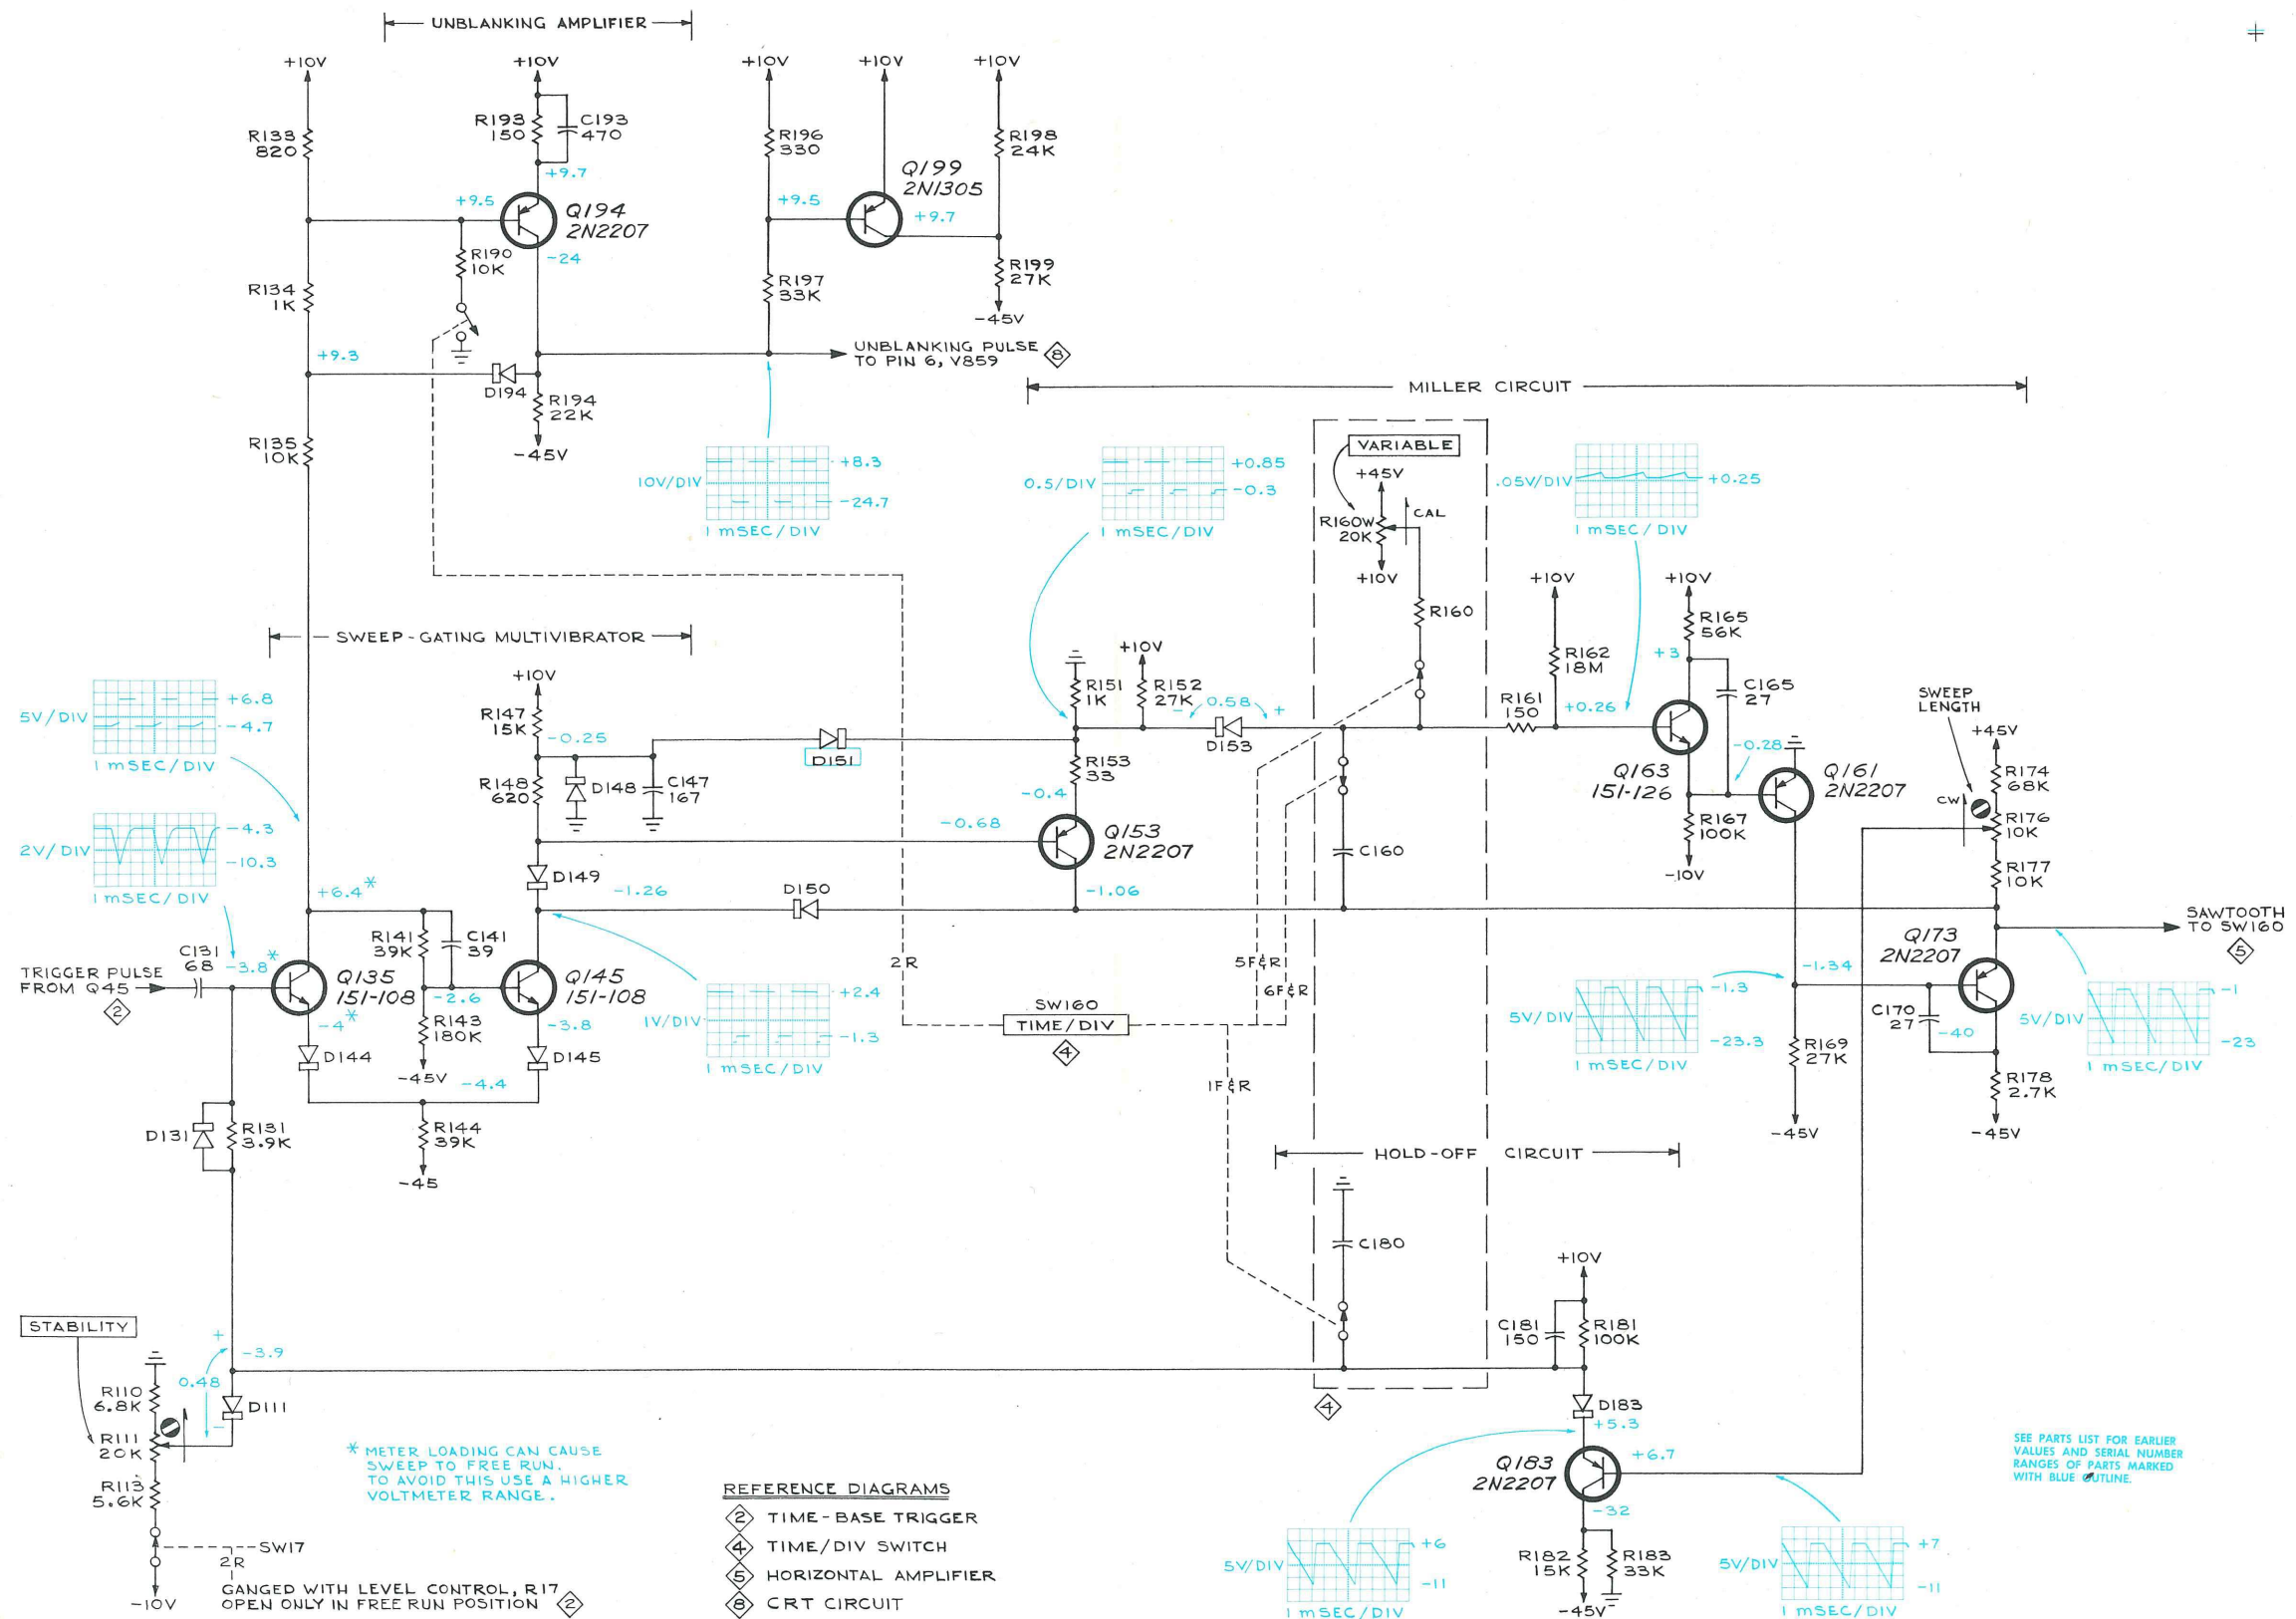 UNBLANKING AMPLIFIER
+10V
+10V
+10V
+10V
+10V
R133
820
R193
150
C193
470
+9.7
+9.5
Q194
2N2207
-24
R190
10K
R134
1K
+9.3
D194
R194
22K
-45V
R135
10K
R196
330
+9.5
Q199
2N1305
+9.7
R198
24K
R197
33K
R199
27K
-45V
UNBLANKING PULSE
TO PIN 6, V859
8
10V/DIV
+8.3
-24.7
1 mSEC/DIV
MILLER CIRCUIT
0.5/DIV
+0.85
-0.3
1 mSEC/DIV
VARIABLE
+45V
R160W
20K
CAL
+10V
R160
.05V/DIV
+0.25
1 mSEC/DIV
SWEEP-GATING MULTIVIBRATOR
5V/DIV
+6.8
-4.7
1 mSEC/DIV
2V/DIV
-4.3
-10.3
1 mSEC/DIV
+10V
R147
15K
-0.25
R148
620
D148
C147
167
D151
+10V
R151
1K
R152
27K
- 0.58 +
D153
R153
33
-0.4
-0.68
Q153
2N2207
-1.06
D149
-1.26
D150
C160
+10V
R162
18M
R161
150
+0.26
+10V
R165
56K
+3
C165
27
Q163
151-126
-0.28
R167
100K
-10V
Q161
2N2207
SWEEP
LENGTH
+45V
R174
68K
CW
R176
10K
R177
10K
SAWTOOTH
TO SW160
5
Q173
2N2207
-1.34
C170
27
-40
R169
27K
-45V
R178
2.7K
-45V
5V/DIV
-1.3
-23.3
1 mSEC/DIV
5V/DIV
-1
-23
1 mSEC/DIV
+6.4*
TRIGGER PULSE
FROM Q45
2
C131
68
-3.8*
Q135
151-108
-4*
R141
39K
C141
39
-2.6
Q145
151-108
-3.8
R143
180K
-45V
D144
D145
-4.4
R144
39K
-45
1V/DIV
+2.4
-1.3
1 mSEC/DIV
2R
SW160
TIME/DIV
4
5F&R
6F&R
1F&R
D131
R131
3.9K
HOLD-OFF CIRCUIT
C180
4
+10V
C181
150
R181
100K
D183
+5.3
Q183
2N2207
+6.7
-32
R182
15K
R183
33K
-45V
5V/DIV
+6
-11
1 mSEC/DIV
5V/DIV
+7
-11
1 mSEC/DIV
STABILITY
+
-3.9
0.48
-
R110
6.8K
D111
R111
20K
R113
5.6K
SW17
2R
-10V
GANGED WITH LEVEL CONTROL, R17
OPEN ONLY IN FREE RUN POSITION 2
* METER LOADING CAN CAUSE
SWEEP TO FREE RUN.
TO AVOID THIS USE A HIGHER
VOLTMETER RANGE.
REFERENCE DIAGRAMS
2 TIME-BASE TRIGGER
4 TIME/DIV SWITCH
5 HORIZONTAL AMPLIFIER
8 CRT CIRCUIT
SEE PARTS LIST FOR EARLIER
VALUES AND SERIAL NUMBER
RANGES OF PARTS MARKED
WITH BLUE OUTLINE.